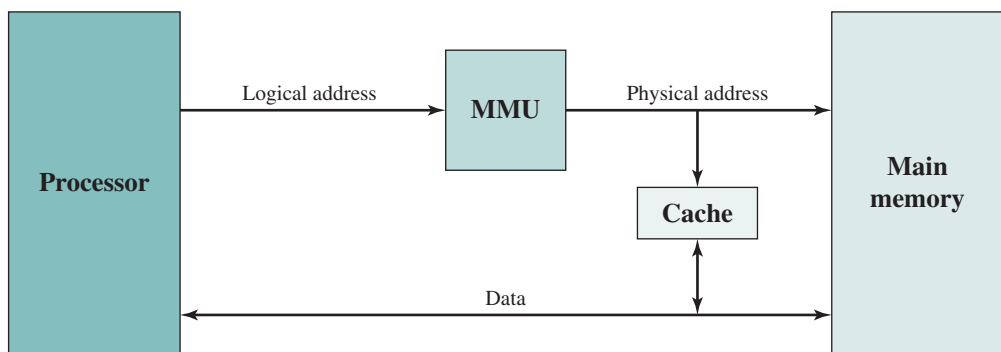 Logical address
Physical address
MMU
Processor
Main
memory
Cache
Data